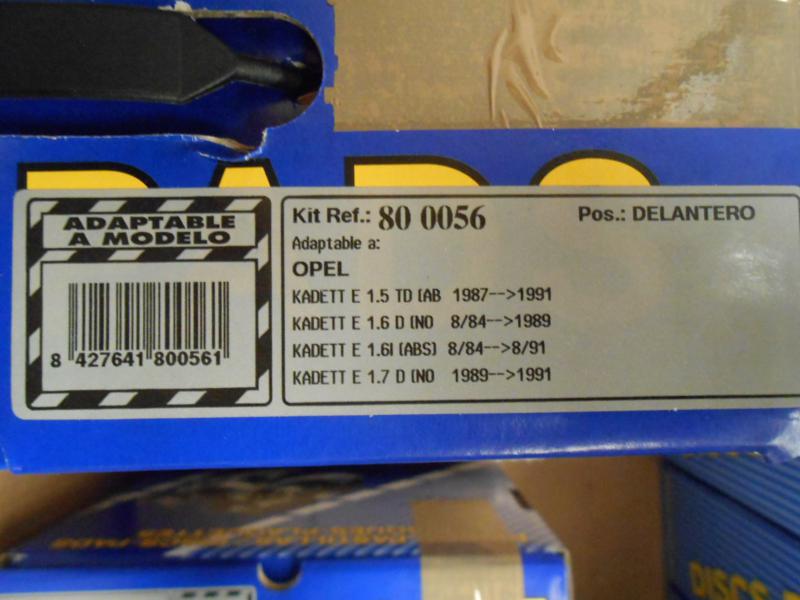 ADAPTABLE
A MODELO
8 427641 800561
Kit Ref.: 80 0056 Pos.: DELANTERO
Adaptable a:
OPEL
KADETT E 1.5 TD (AB 1987-->1991
KADETT E 1.6 D (NO 8/84-->1989
KADETT E 1.6I (ABS) 8/84-->8/91
KADETT E 1.7 D (NO 1989-->1991
DISCS